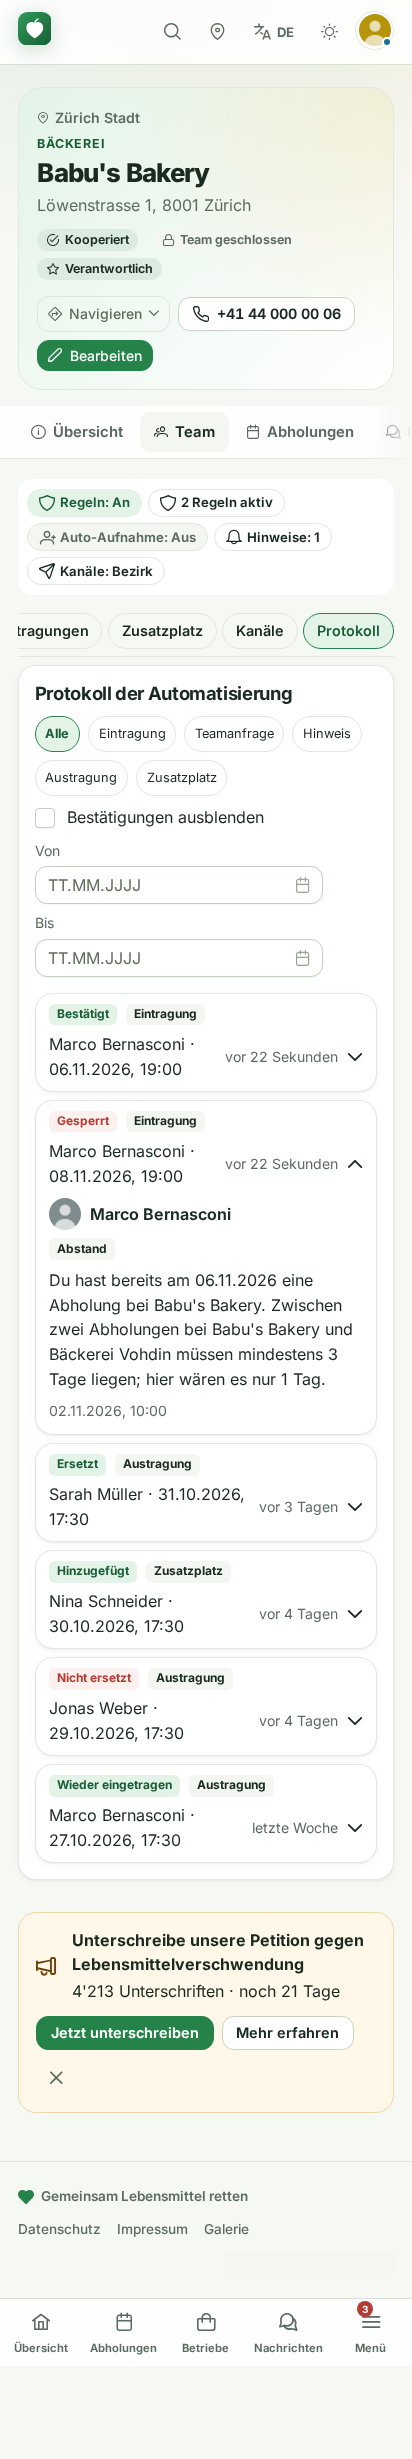 DE
Zürich Stadt
BÄCKEREI
Babu's Bakery
Löwenstrasse 1, 8001 Zürich
Kooperiert
Team geschlossen
Verantwortlich
Navigieren
+41 44 000 00 06
Bearbeiten
Übersicht
Team
Abholungen
Regeln: An
2 Regeln aktiv
Auto-Aufnahme: Aus
Hinweise: 1
Kanäle: Bezirk
tragungen
Zusatzplatz
Kanäle
Protokoll
Protokoll der Automatisierung
Alle
Eintragung
Teamanfrage
Hinweis
Austragung
Zusatzplatz
Bestätigungen ausblenden
Von
TT.MM.JJJJ
Bis
TT.MM.JJJJ
Bestätigt
Eintragung
Marco Bernasconi ·
06.11.2026, 19:00
vor 22 Sekunden
Gesperrt
Eintragung
Marco Bernasconi ·
08.11.2026, 19:00
vor 22 Sekunden
Marco Bernasconi
Abstand
Du hast bereits am 06.11.2026 eine
Abholung bei Babu's Bakery. Zwischen
zwei Abholungen bei Babu's Bakery und
Bäckerei Vohdin müssen mindestens 3
Tage liegen; hier wären es nur 1 Tag.
02.11.2026, 10:00
Ersetzt
Austragung
Sarah Müller · 31.10.2026,
17:30
vor 3 Tagen
Hinzugefügt
Zusatzplatz
Nina Schneider ·
30.10.2026, 17:30
vor 4 Tagen
Nicht ersetzt
Austragung
Jonas Weber ·
29.10.2026, 17:30
vor 4 Tagen
Wieder eingetragen
Austragung
Marco Bernasconi ·
27.10.2026, 17:30
letzte Woche
Unterschreibe unsere Petition gegen
Lebensmittelverschwendung
4'213 Unterschriften · noch 21 Tage
Jetzt unterschreiben
Mehr erfahren
Gemeinsam Lebensmittel retten
Datenschutz
Impressum
Galerie
3
Übersicht
Abholungen
Betriebe
Nachrichten
Menü